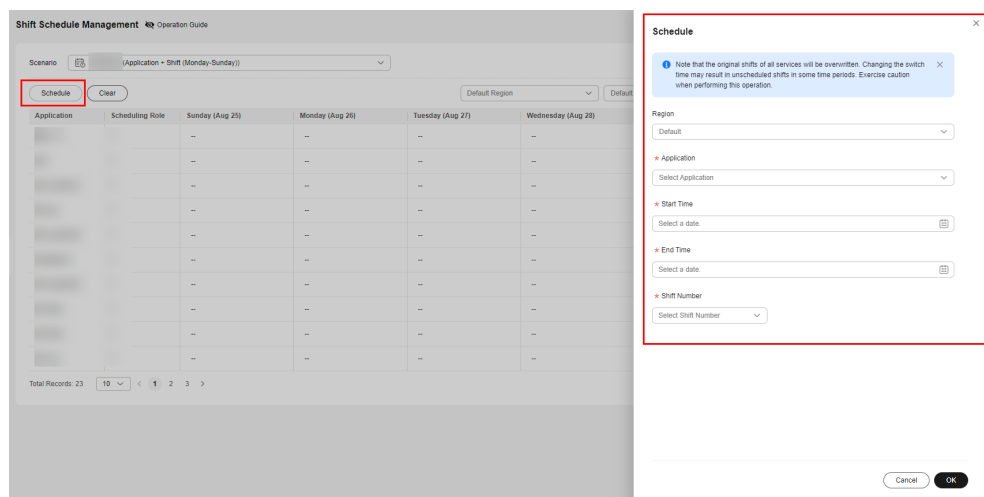 Shift Schedule Management Operation Guide
Scenario (Application + Shift (Monday-Sunday))
Schedule Clear Default Region Default
Application Scheduling Role Sunday (Aug 25) Monday (Aug 26) Tuesday (Aug 27) Wednesday (Aug 28)
-- -- -- --
-- -- -- --
-- -- -- --
-- -- -- --
-- -- -- --
-- -- -- --
-- -- -- --
-- -- -- --
-- -- -- --
-- -- -- --
Total Records: 23 10 < 1 2 3 >
Schedule
Note that the original shifts of all services will be overwritten. Changing the switch
time may result in unscheduled shifts in some time periods. Exercise caution
when performing this operation.
Region
Default
* Application
Select Application
* Start Time
Select a date.
* End Time
Select a date.
* Shift Number
Select Shift Number
Cancel OK